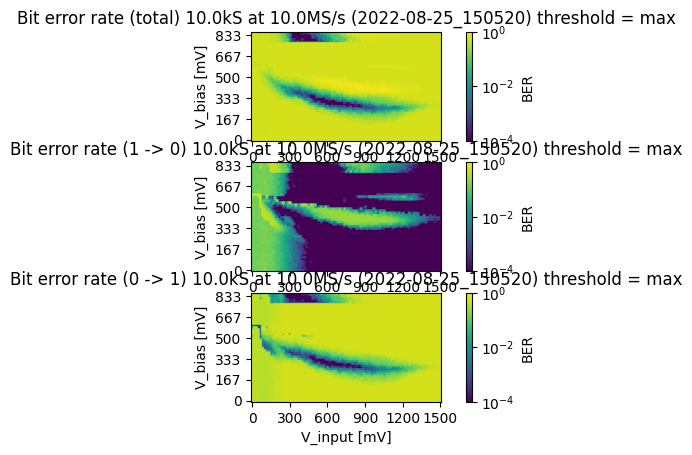 Bit error rate (total) 10.0kS at 10.0MS/s (2022-08-25_150520) threshold = max
833
667
500
333
167
0
V_bias [mV]
10^0
10^-2
10^-4
BER
0 300 600 900 1200 1500
Bit error rate (1 -> 0) 10.0kS at 10.0MS/s (2022-08-25_150520) threshold = max
833
667
500
333
167
0
V_bias [mV]
10^0
10^-2
10^-4
BER
0 300 600 900 1200 1500
Bit error rate (0 -> 1) 10.0kS at 10.0MS/s (2022-08-25_150520) threshold = max
833
667
500
333
167
0
V_bias [mV]
10^0
10^-2
10^-4
BER
0 300 600 900 1200 1500
V_input [mV]